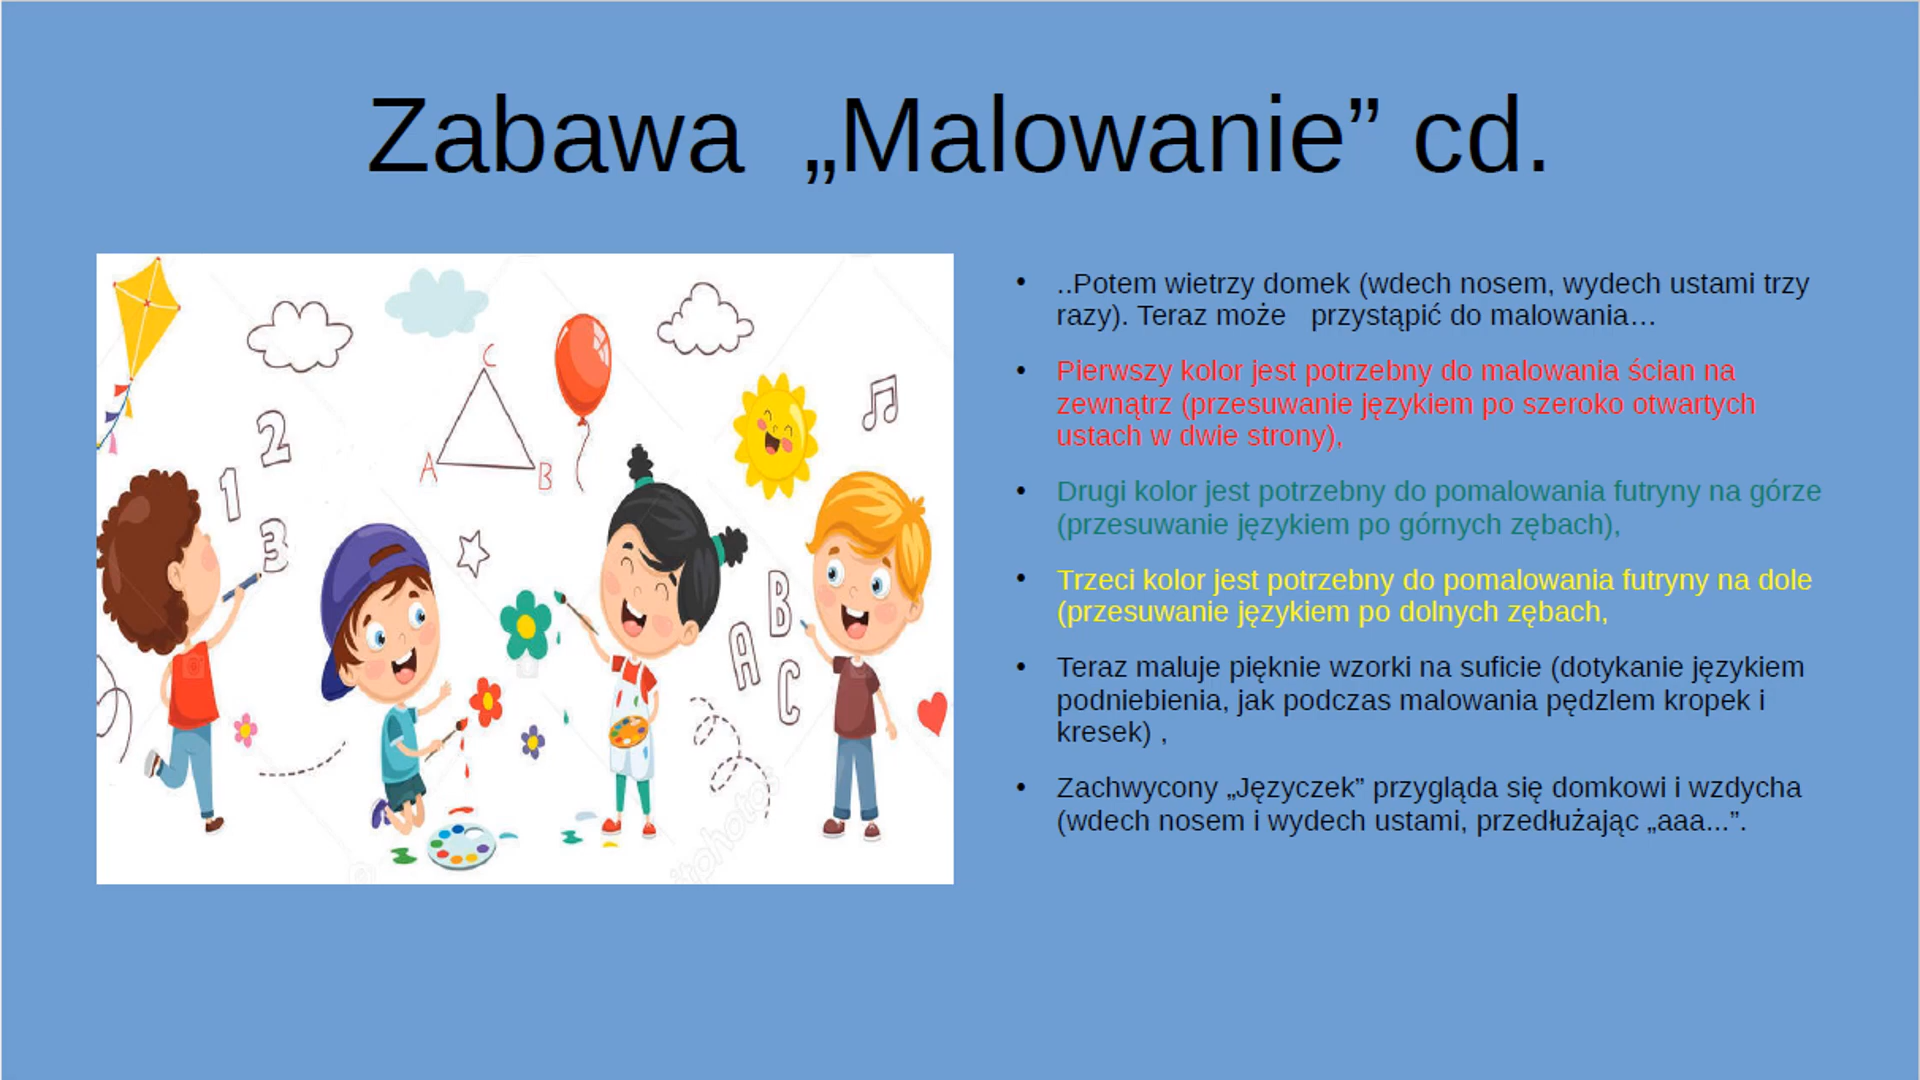 Zabawa „Malowanie” cd.
• ..Potem wietrzy domek (wdech nosem, wydech ustami trzy
razy). Teraz może przystąpić do malowania…
• Pierwszy kolor jest potrzebny do malowania ścian na
zewnątrz (przesuwanie językiem po szeroko otwartych
ustach w dwie strony),
• Drugi kolor jest potrzebny do pomalowania futryny na górze
(przesuwanie językiem po górnych zębach),
• Trzeci kolor jest potrzebny do pomalowania futryny na dole
(przesuwanie językiem po dolnych zębach,
• Teraz maluje pięknie wzorki na suficie (dotykanie językiem
podniebienia, jak podczas malowania pędzlem kropek i
kresek) ,
• Zachwycony „Języczek” przygląda się domkowi i wzdycha
(wdech nosem i wydech ustami, przedłużając „aaa...”.
C
A
B
2
1
3
B
A
C